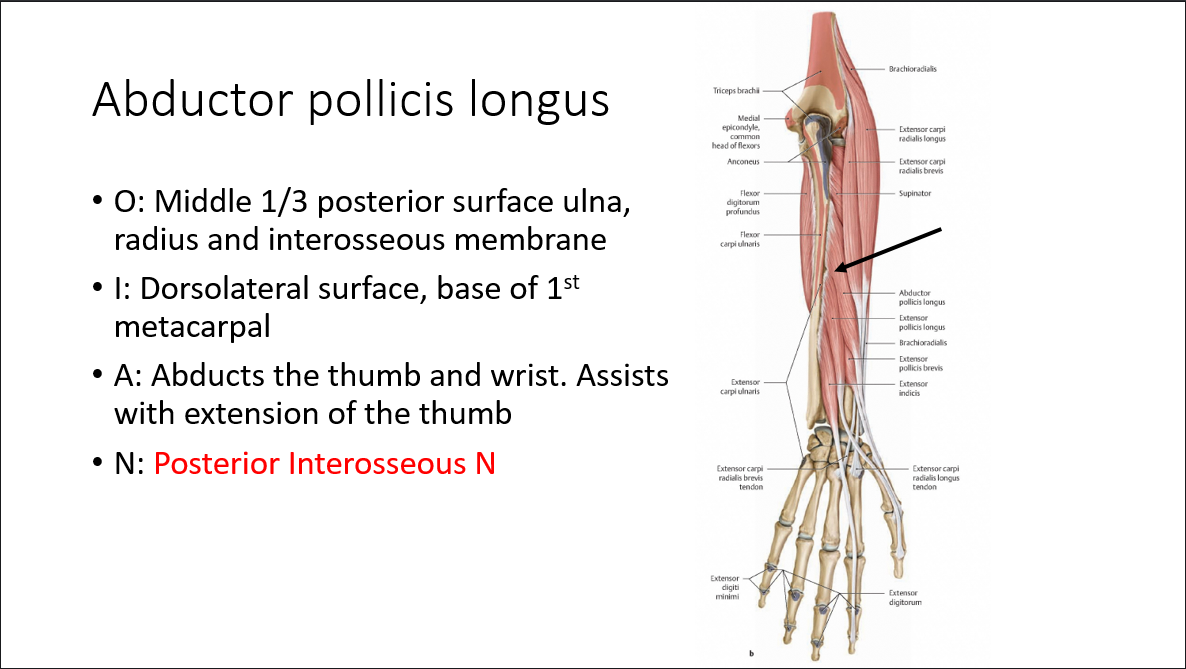 Abductor pollicis longus
• O: Middle 1/3 posterior surface ulna,
radius and interosseous membrane
• I: Dorsolateral surface, base of 1st
metacarpal
• A: Abducts the thumb and wrist. Assists
with extension of the thumb
• N: Posterior Interosseous N
Triceps brachii
Medial
epicondyle,
common
head of flexors
Anconeus
Flexor
digitorum
profundus
Flexor
carpi ulnaris
Extensor
carpi ulnaris
Extensor carpi
radialis brevis
tendon
Extensor
digiti
minimi
Brachioradialis
Extensor carpi
radialis longus
Extensor carpi
radialis brevis
Supinator
Abductor
pollicis longus
Extensor
pollicis longus
Brachioradialis
Extensor
pollicis brevis
Extensor
indicis
Extensor carpi
radialis longus
tendon
Extensor
digitorum
b